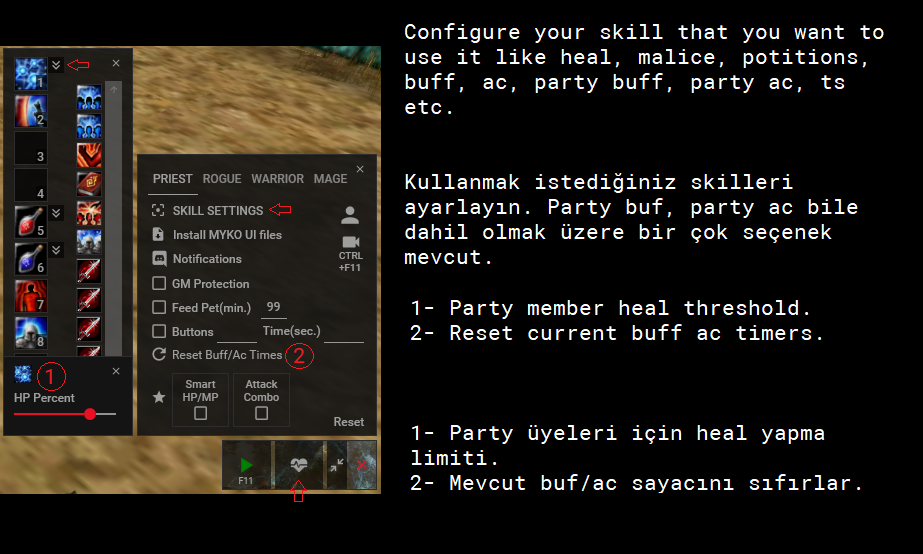 Configure your skill that you want to
use it like heal, malice, potitions,
buff, ac, party buff, party ac, ts
etc.
Kullanmak istediğiniz skilleri
ayarlayın. Party buf, party ac bile
dahil olmak üzere bir çok seçenek
mevcut.
1- Party member heal threshold.
2- Reset current buff ac timers.
1- Party üyeleri için heal yapma
limiti.
2- Mevcut buf/ac sayacını sıfırlar.
1
2
3
4
5
6
7
8
1
HP Percent
PRIEST ROGUE WARRIOR MAGE
SKILL SETTINGS
Install MYKO UI files
Notifications
CTRL
+F11
GM Protection
Feed Pet(min.) 99
Buttons Time(sec.)
Reset Buff/Ac Times 2
Smart
HP/MP
Attack
Combo
Reset
F11